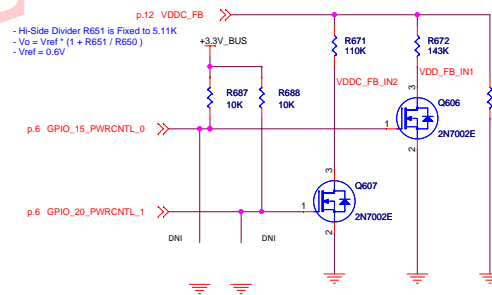 p.12 VDDC_FB
- Hi-Side Divider R651 is Fixed to 5.11K
- Vo = Vref * (1 + R651 / R650 )
- Vref = 0.6V
+3.3V_BUS
R671
110K
R672
143K
VDDC_FB_IN2
VDD_FB_IN1
R687
10K
R688
10K
3
Q606
p.6 GPIO_15_PWRCNTL_0
1
2N7002E
2
3
Q607
p.6 GPIO_20_PWRCNTL_1
1
2N7002E
2
DNI
DNI